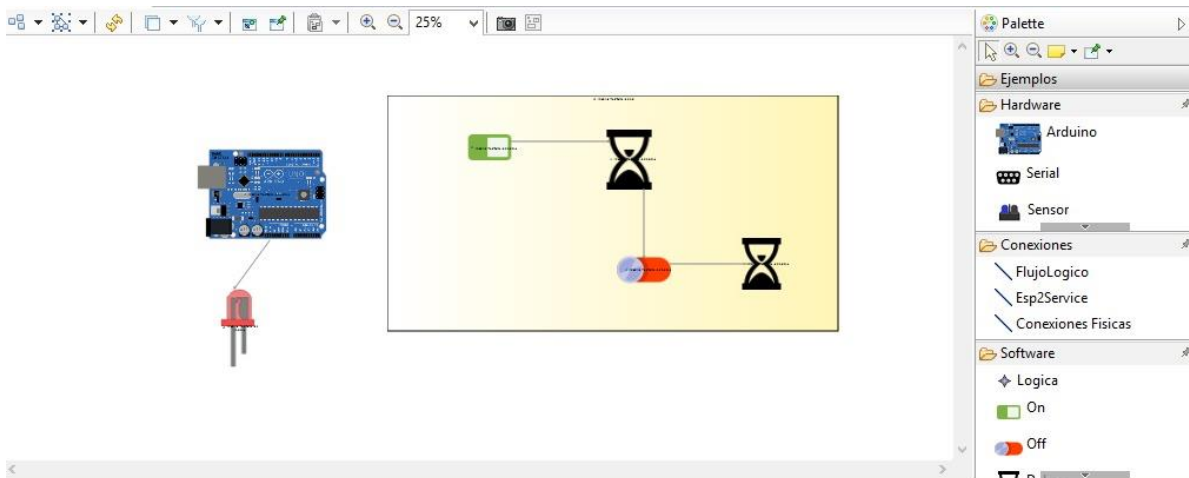 25%
Palette
Ejemplos
Hardware
Arduino
Serial
Sensor
Conexiones
FlujoLogico
Esp2Service
Conexiones Fisicas
Software
Logica
On
Off